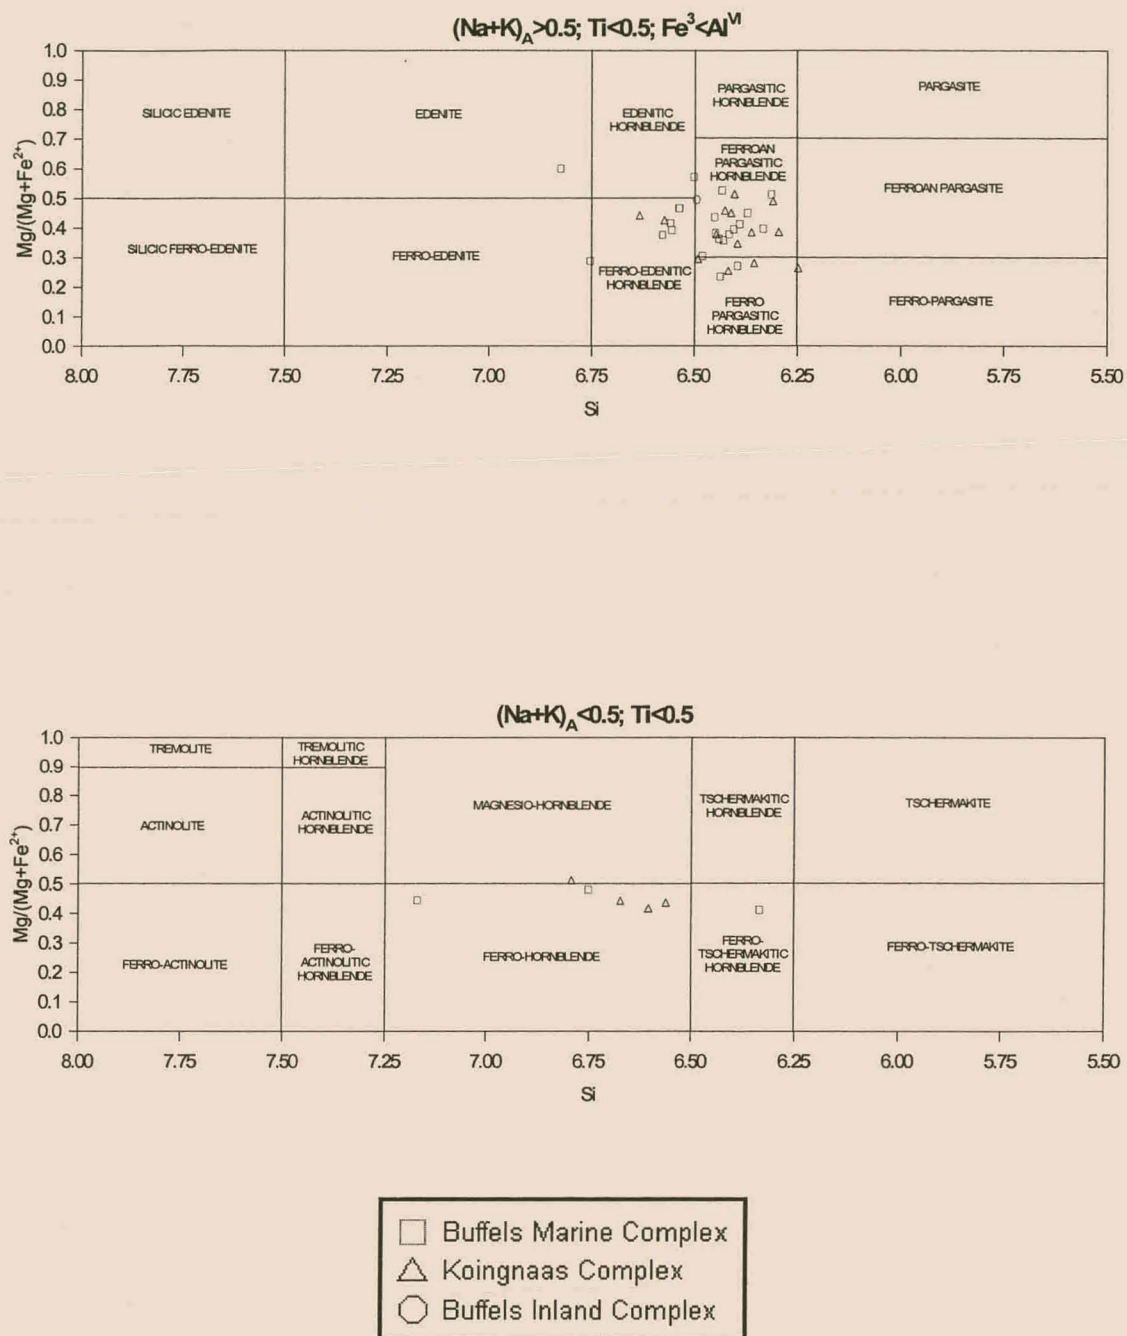 (Na+K)A>0.5; Ti<0.5; Fe3<AlVI
1.0
0.9
0.8
0.7
0.6
0.5
0.4
0.3
0.2
0.1
0.0
Mg/(Mg+Fe2+)
SILICIC EDENITE
EDENITE
EDENITIC
HORNBLENDE
PARGASITIC
HORNBLENDE
PARGASITE
FERROAN
PARGASITIC
HORNBLENDE
FERROAN PARGASITE
SILICIC FERRO-EDENITE
FERRO-EDENITE
FERRO-EDENITIC
HORNBLENDE
FERRO
PARGASITIC
HORNBLENDE
FERRO-PARGASITE
8.00 7.75 7.50 7.25 7.00 6.75 6.50 6.25 6.00 5.75 5.50
Si
(Na+K)A<0.5; Ti<0.5
1.0
0.9
0.8
0.7
0.6
0.5
0.4
0.3
0.2
0.1
0.0
Mg/(Mg+Fe2+)
TREMOLITE
TREMOLITIC
HORNBLENDE
ACTINOLITE
ACTINOLITIC
HORNBLENDE
MAGNESIO-HORNBLENDE
TSCHERMAKITIC
HORNBLENDE
TSCHERMAKITE
FERRO-ACTINOLITE
FERRO-
ACTINOLITIC
HORNBLENDE
FERRO-HORNBLENDE
FERRO-
TSCHERMAKITIC
HORNBLENDE
FERRO-TSCHERMAKITE
8.00 7.75 7.50 7.25 7.00 6.75 6.50 6.25 6.00 5.75 5.50
Si
Buffels Marine Complex
Koingnaas Complex
Buffels Inland Complex